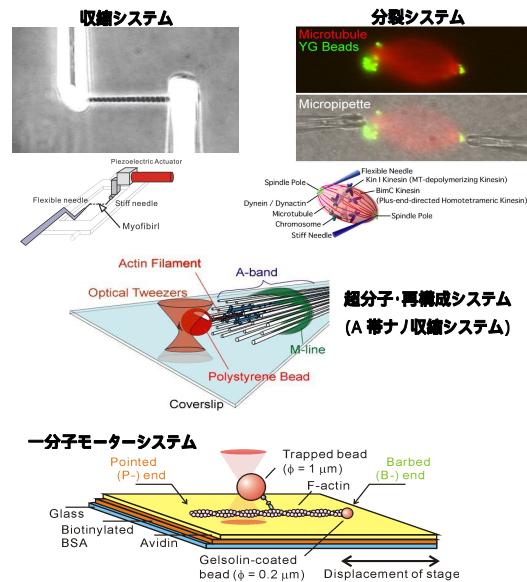 収縮システム
分裂システム
Microtubule
YG Beads
Micropipette
Piezoelectric Actuator
Flexible needle
Stiff needle
Myofibirl
Flexible Needle
Kin I Kinesin (MT-depolymerizing Kinesin)
Spindle Pole
BimC Kinesin
(Plus-end-directed Homotetrameric Kinesin)
Dynein / Dynactin
Microtubule
Chromosome
Spindle Pole
Stiff Needle
Actin Filament
A-band
Optical Tweezers
超分子・再構成システム
(A 帯ナノ収縮システム)
M-line
Polystyrene Bead
Coverslip
一分子モーターシステム
Trapped bead
(ϕ = 1 μm)
Pointed
(P-) end
Barbed
(B-) end
F-actin
Glass
Biotinylated
BSA
Avidin
Gelsolin-coated
bead (ϕ = 0.2 μm)
Displacement of stage